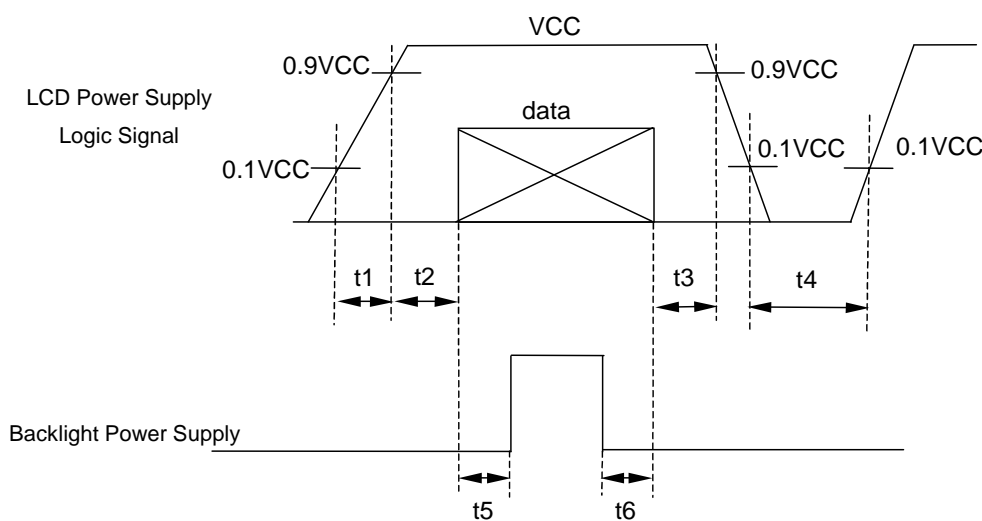 VCC
0.9VCC
0.9VCC
LCD Power Supply
Logic Signal
data
0.1VCC
0.1VCC
0.1VCC
t1
t2
t3
t4
Backlight Power Supply
t5
t6